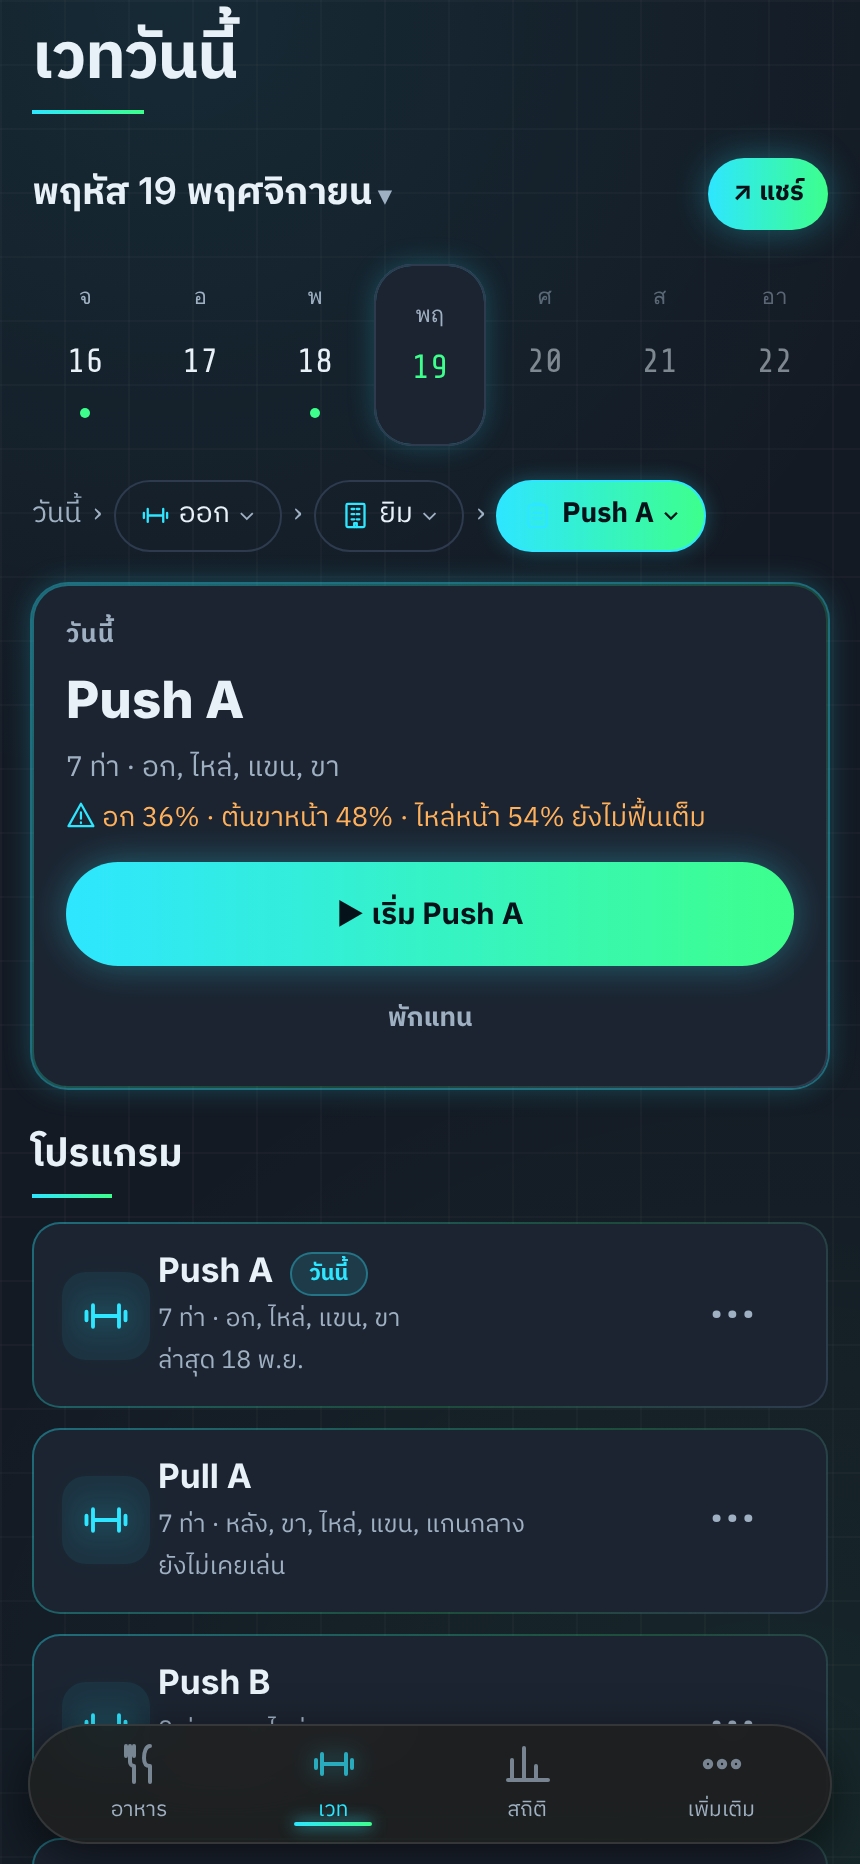 เวทวันนี้
พฤหัส 19 พฤศจิกายน ▾
↗ แชร์
จ อ พ พฤ ศ ส อา
16 17 18 19 20 21 22
วันนี้ › ออก › ยิม › Push A
วันนี้
Push A
7 ท่า · อก, ไหล่, แขน, ขา
อก 36% · ต้นขาหน้า 48% · ไหล่หน้า 54% ยังไม่ฟื้นเต็ม
▶ เริ่ม Push A
พักแทน
โปรแกรม
Push A วันนี้
7 ท่า · อก, ไหล่, แขน, ขา
ล่าสุด 18 พ.ย.
Pull A
7 ท่า · หลัง, ขา, ไหล่, แขน, แกนกลาง
ยังไม่เคยเล่น
Push B
อาหาร เวท สถิติ เพิ่มเติม